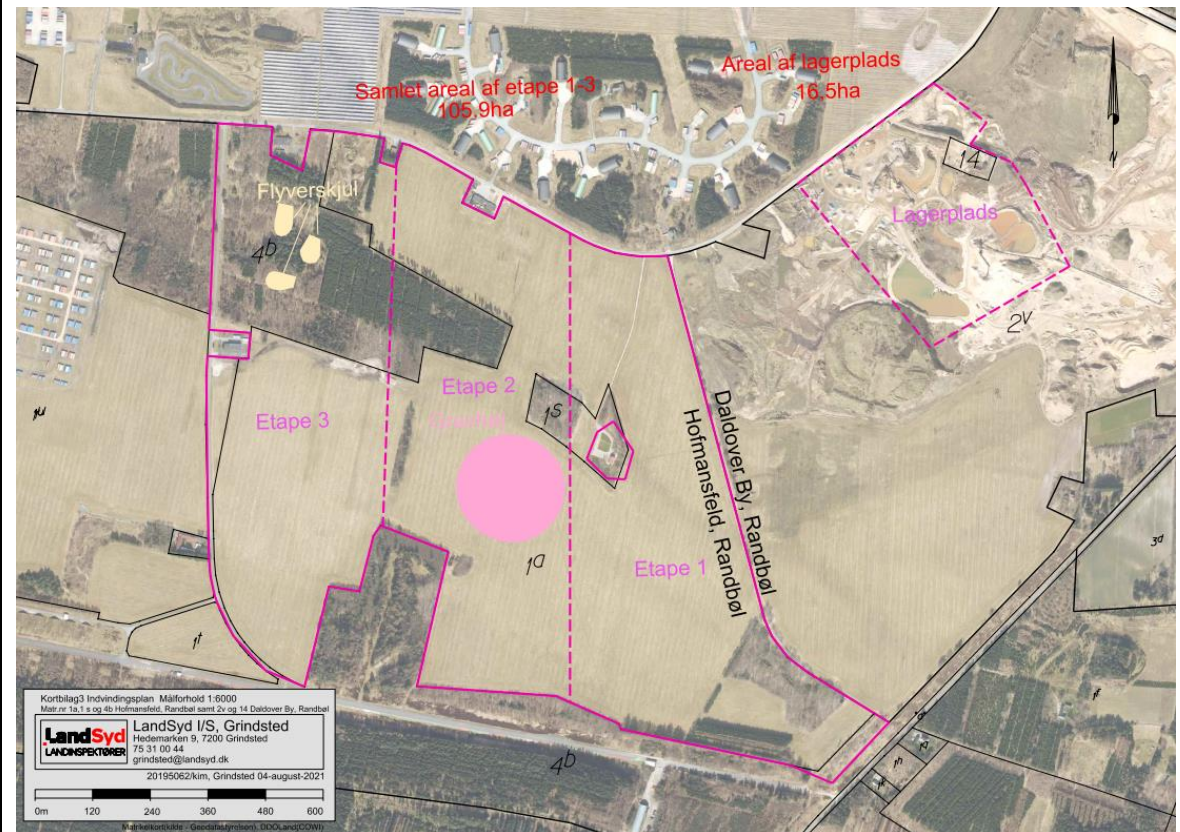 Samlet areal af etape 1-3
105,9ha
Areal af lagerplads
16,5ha
14
N
Flyverskjul
4b
Lagerplads
2v
Etape 3
Etape 2
1s
Daldover By, Randbøl
Hofmansfeld, Randbøl
1a
Etape 1
3d
1t
1f
1h
4b
Kortbilag3 Indvindingsplan Målforhold 1:6000
Matr.nr 1a,1 s og 4b Hofmansfeld, Randbøl samt 2v og 14 Daldover By, Randbøl
LandSyd
LANDINSPEKTØRER
LandSyd I/S, Grindsted
Hedemarken 9, 7200 Grindsted
75 31 00 44
grindsted@landsyd.dk
20195062/kim, Grindsted 04-august-2021
0m 120 240 360 480 600